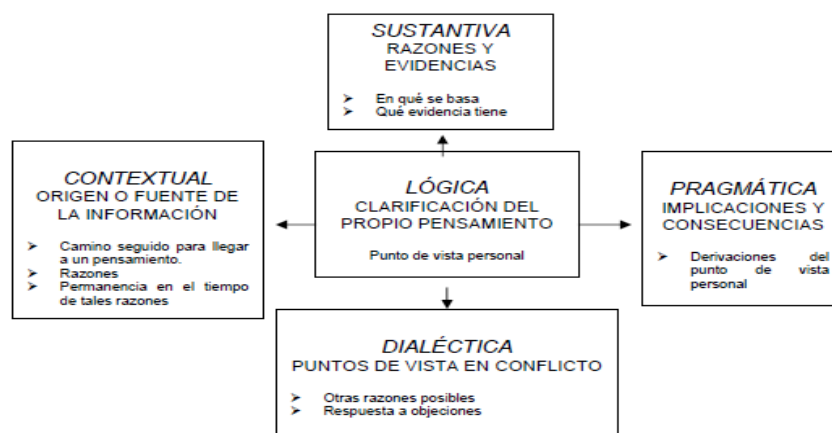 SUSTANTIVA
RAZONES Y
EVIDENCIAS
➤ En qué se basa
➤ Qué evidencia tiene
CONTEXTUAL
ORIGEN O FUENTE DE
LA INFORMACIÓN
➤ Camino seguido para llegar
a un pensamiento.
➤ Razones
➤ Permanencia en el tiempo
de tales razones
LÓGICA
CLARIFICACIÓN DEL
PROPIO PENSAMIENTO
Punto de vista personal
PRAGMÁTICA
IMPLICACIONES Y
CONSECUENCIAS
➤ Derivaciones del
punto de vista
personal
DIALÉCTICA
PUNTOS DE VISTA EN CONFLICTO
➤ Otras razones posibles
➤ Respuesta a objeciones